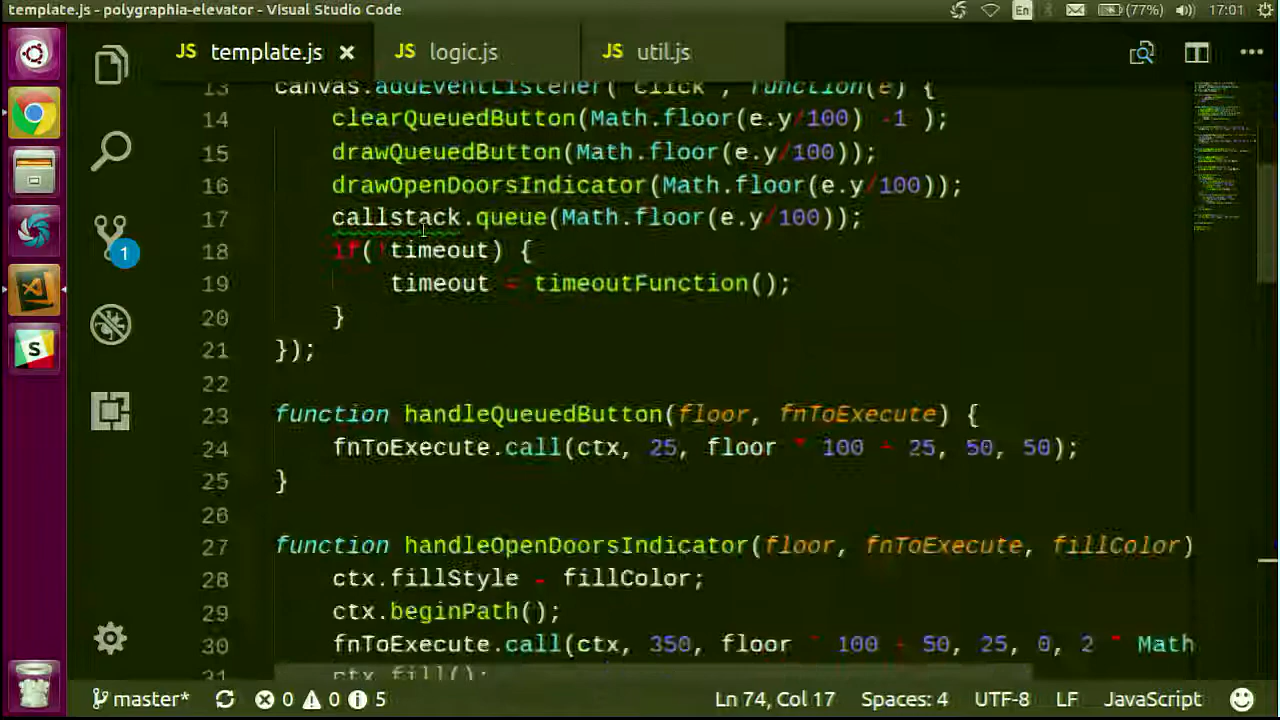 template.js - polygraphia-elevator - Visual Studio Code
En
(77%)
17:01
JS template.js ×
JS logic.js
JS util.js
13 canvas.addEventListener('click', function(e) {
14 clearQueuedButton(Math.floor(e.y/100) -1 );
15 drawQueuedButton(Math.floor(e.y/100));
16 drawOpenDoorsIndicator(Math.floor(e.y/100));
17 callstack.queue(Math.floor(e.y/100));
18 if( !timeout) {
19 timeout = timeoutFunction();
20 }
21 });
22
23 function handleQueuedButton(floor, fnToExecute) {
24 fnToExecute.call(ctx, 25, floor * 100 + 25, 50, 50);
25 }
26
27 function handleOpenDoorsIndicator(floor, fnToExecute, fillColor)
28 ctx.fillStyle = fillColor;
29 ctx.beginPath();
30 fnToExecute.call(ctx, 350, floor * 100 + 50, 25, 0, 2 * Math
31 ctx.fill();
1
S
master*
0
0
5
Ln 74, Col 17
Spaces: 4
UTF-8
LF
JavaScript